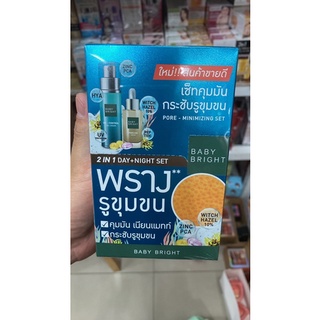 ใหม่!! สินค้าขายดี
เซ็ทคุมมัน
กระชับรูขุมขน
PORE - MINIMIZING SET
ZINC
PCA
HYA
UV
WITCH
HAZEL
BABY
BRIGHT
2 IN 1 DAY+NIGHT SET
พราง**
รูขุมขน
คุมมัน เนียนแมทท์
กระชับรูขุมขน
ZINC
PCA
WITCH
HAZEL
10%
BABY BRIGHT